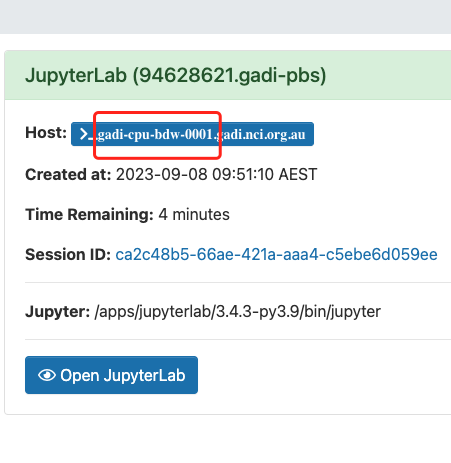 JupyterLab (94628621.gadi-pbs)
Host: >_gadi-cpu-bdw-0001.gadi.nci.org.au
Created at: 2023-09-08 09:51:10 AEST
Time Remaining: 4 minutes
Session ID: ca2c48b5-66ae-421a-aaa4-c5ebe6d059ee
Jupyter: /apps/jupyterlab/3.4.3-py3.9/bin/jupyter
Open JupyterLab